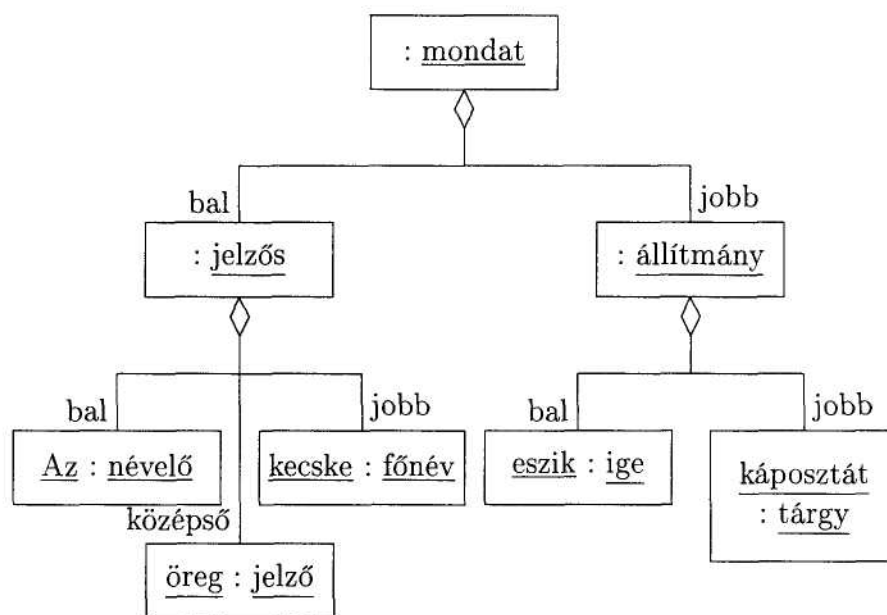 : mondat
bal
jobb
: jelzős
: állítmány
bal
jobb
bal
jobb
Az : névelő
kecske : főnév
eszik : ige
káposztát
: tárgy
középső
öreg : jelző